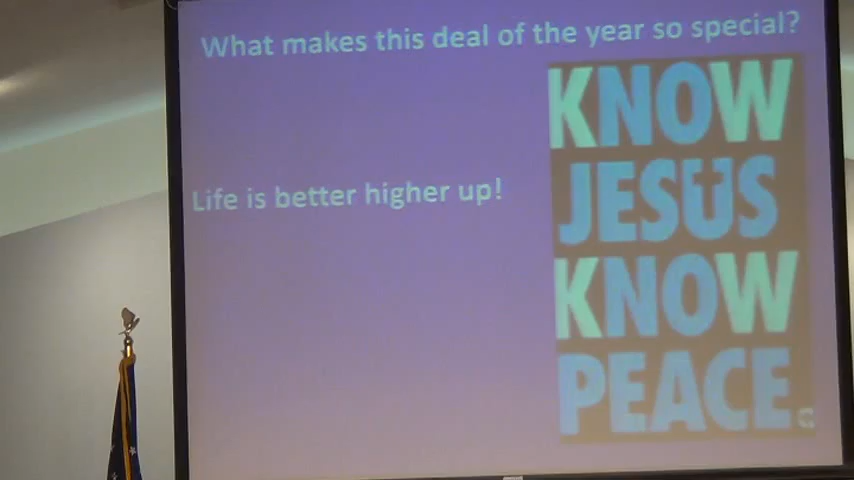 What makes this deal of the year so special?
Life is better higher up!
KNOW
JESUS
KNOW
PEACE.